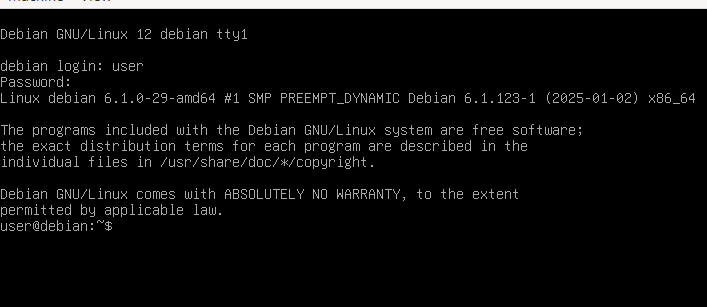 Debian GNU/Linux 12 debian tty1
debian login: user
Password:
Linux debian 6.1.0-29-amd64 #1 SMP PREEMPT_DYNAMIC Debian 6.1.123-1 (2025-01-02) x86_64
The programs included with the Debian GNU/Linux system are free software;
the exact distribution terms for each program are described in the
individual files in /usr/share/doc/*/copyright.
Debian GNU/Linux comes with ABSOLUTELY NO WARRANTY, to the extent
permitted by applicable law.
user@debian:~$